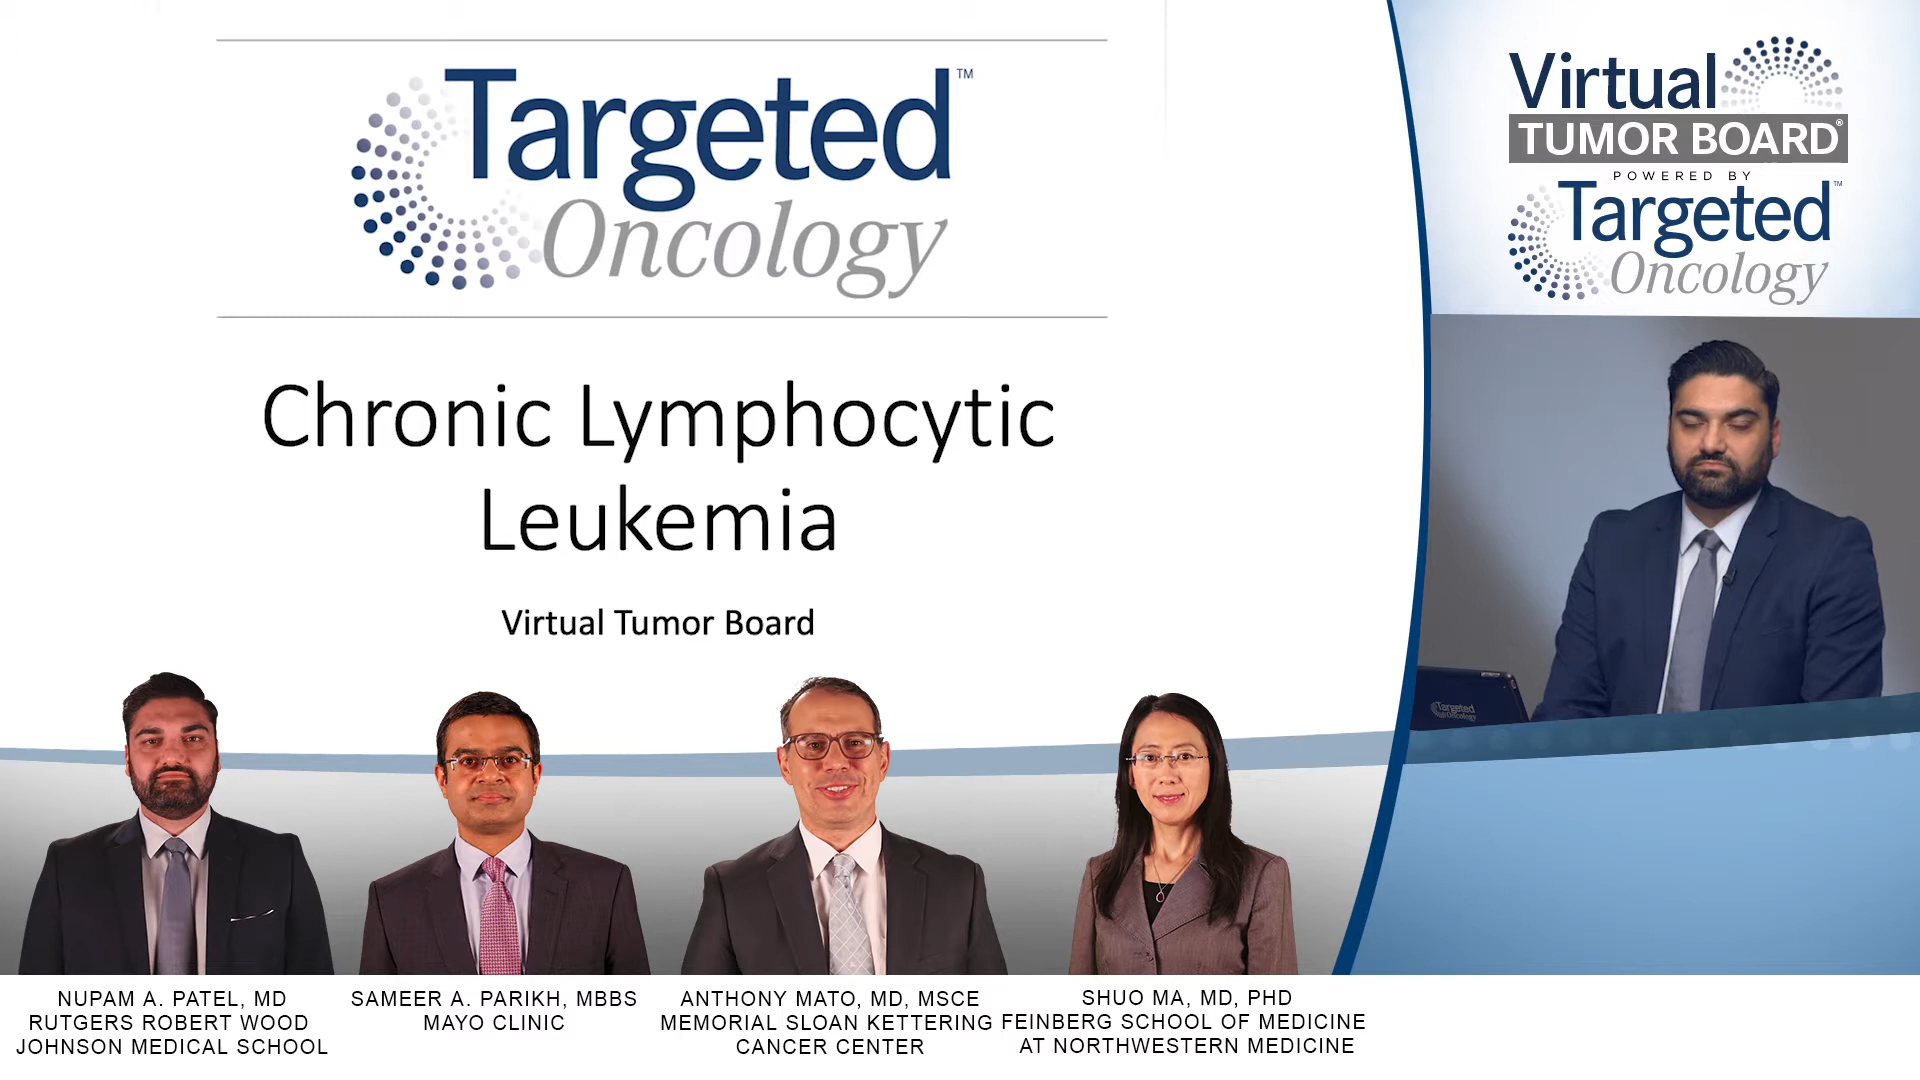 Targeted™
Oncology
Chronic Lymphocytic
Leukemia
Virtual Tumor Board
Virtual
TUMOR BOARD®
POWERED BY
Targeted™
Oncology
Targeted
Oncology
NUPAM A. PATEL, MD
RUTGERS ROBERT WOOD
JOHNSON MEDICAL SCHOOL
SAMEER A. PARIKH, MBBS
MAYO CLINIC
ANTHONY MATO, MD, MSCE
MEMORIAL SLOAN KETTERING
CANCER CENTER
SHUO MA, MD, PHD
FEINBERG SCHOOL OF MEDICINE
AT NORTHWESTERN MEDICINE